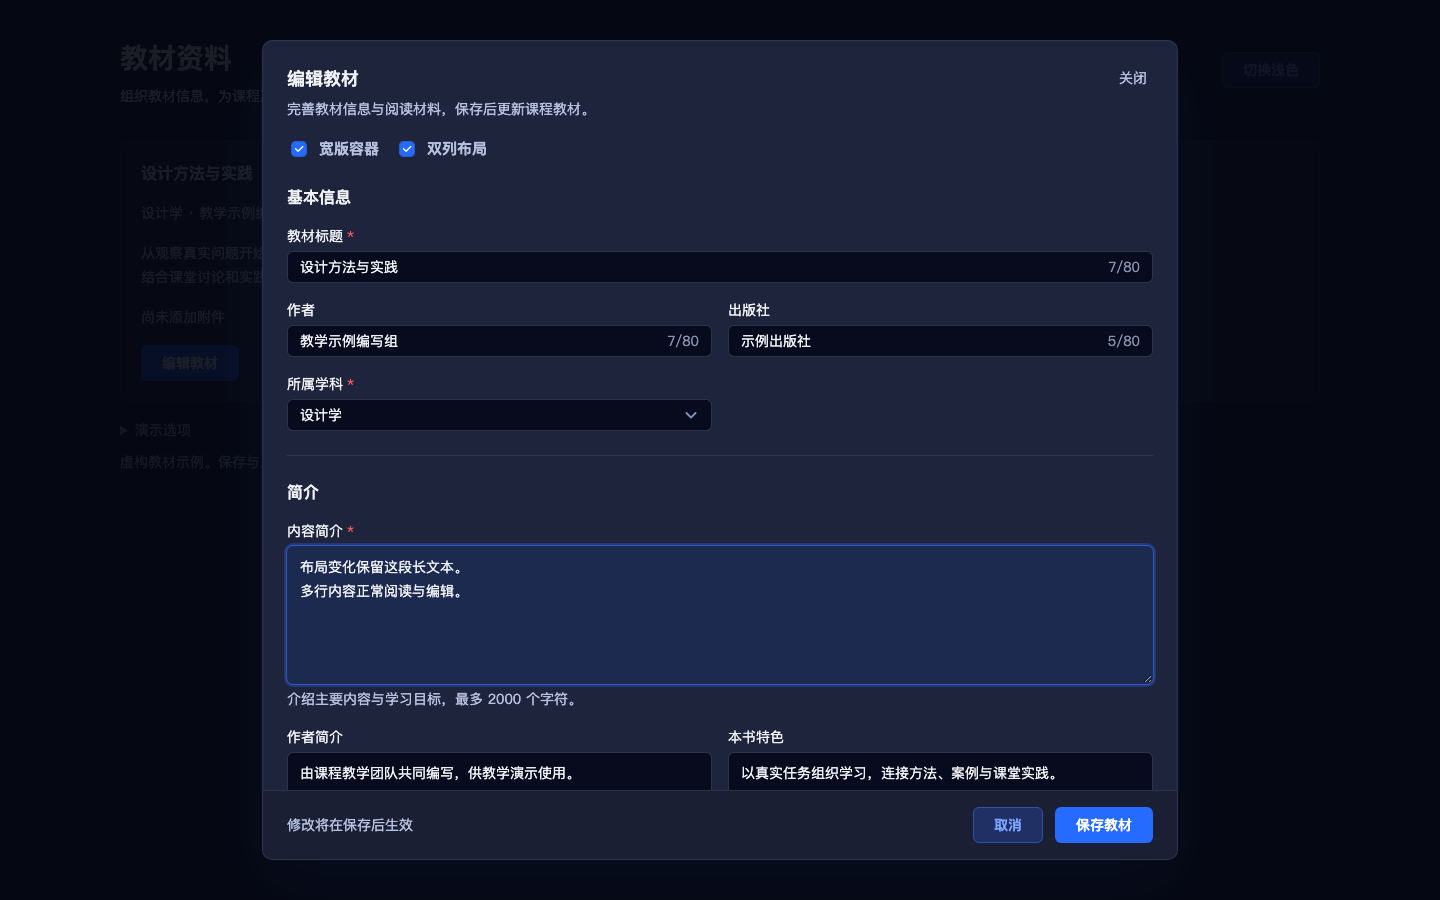 教材资料
组织教材信息，为课程
切换浅色
设计方法与实践
设计学 · 教学示例编
从观察真实问题开始
结合课堂讨论和实践
尚未添加附件
编辑教材
演示选项
虚构教材示例。保存与
编辑教材
关闭
完善教材信息与阅读材料，保存后更新课程教材。
宽版容器 双列布局
基本信息
教材标题 *
设计方法与实践 7/80
作者 出版社
教学示例编写组 7/80 示例出版社 5/80
所属学科 *
设计学
简介
内容简介 *
布局变化保留这段长文本。
多行内容正常阅读与编辑。
介绍主要内容与学习目标，最多 2000 个字符。
作者简介 本书特色
由课程教学团队共同编写，供教学演示使用。 以真实任务组织学习，连接方法、案例与课堂实践。
修改将在保存后生效 取消 保存教材